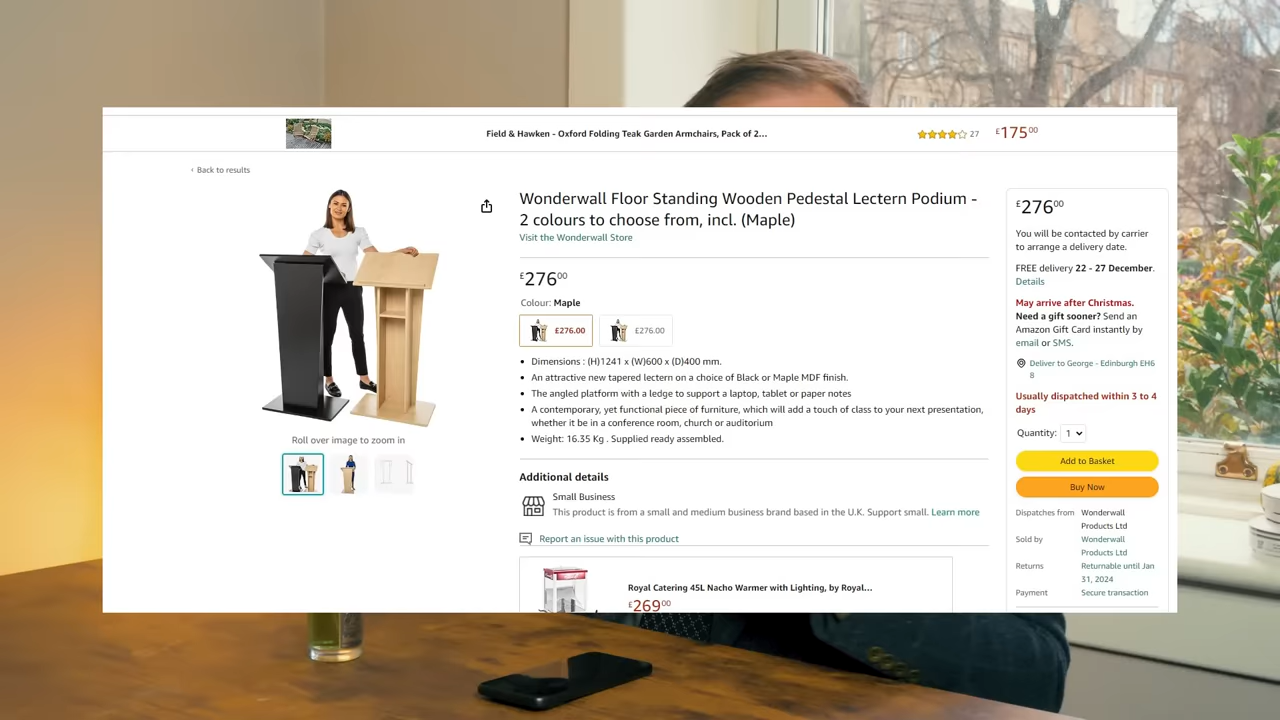 Field & Hawken - Oxford Folding Teak Garden Armchairs, Pack of 2...
27
£17500
‹ Back to results
Wonderwall Floor Standing Wooden Pedestal Lectern Podium -
2 colours to choose from, incl. (Maple)
Visit the Wonderwall Store
£27600
Colour: Maple
£276.00
£276.00
• Dimensions : (H)1241 x (W)600 x (D)400 mm.
• An attractive new tapered lectern on a choice of Black or Maple MDF finish.
• The angled platform with a ledge to support a laptop, tablet or paper notes
• A contemporary, yet functional piece of furniture, which will add a touch of class to your next presentation,
whether it be in a conference room, church or auditorium
• Weight: 16.35 Kg . Supplied ready assembled.
Roll over image to zoom in
Additional details
Small Business
This product is from a small and medium business brand based in the U.K. Support small. Learn more
Report an issue with this product
Royal Catering 45L Nacho Warmer with Lighting, by Royal...
£26900
£27600
You will be contacted by carrier
to arrange a delivery date.
FREE delivery 22 - 27 December.
Details
May arrive after Christmas.
Need a gift sooner? Send an
Amazon Gift Card instantly by
email or SMS.
Deliver to George - Edinburgh EH6
8
Usually dispatched within 3 to 4
days
Quantity: 1
Add to Basket
Buy Now
Dispatches from Wonderwall
Products Ltd
Sold by Wonderwall
Products Ltd
Returns Returnable until Jan
31, 2024
Payment Secure transaction